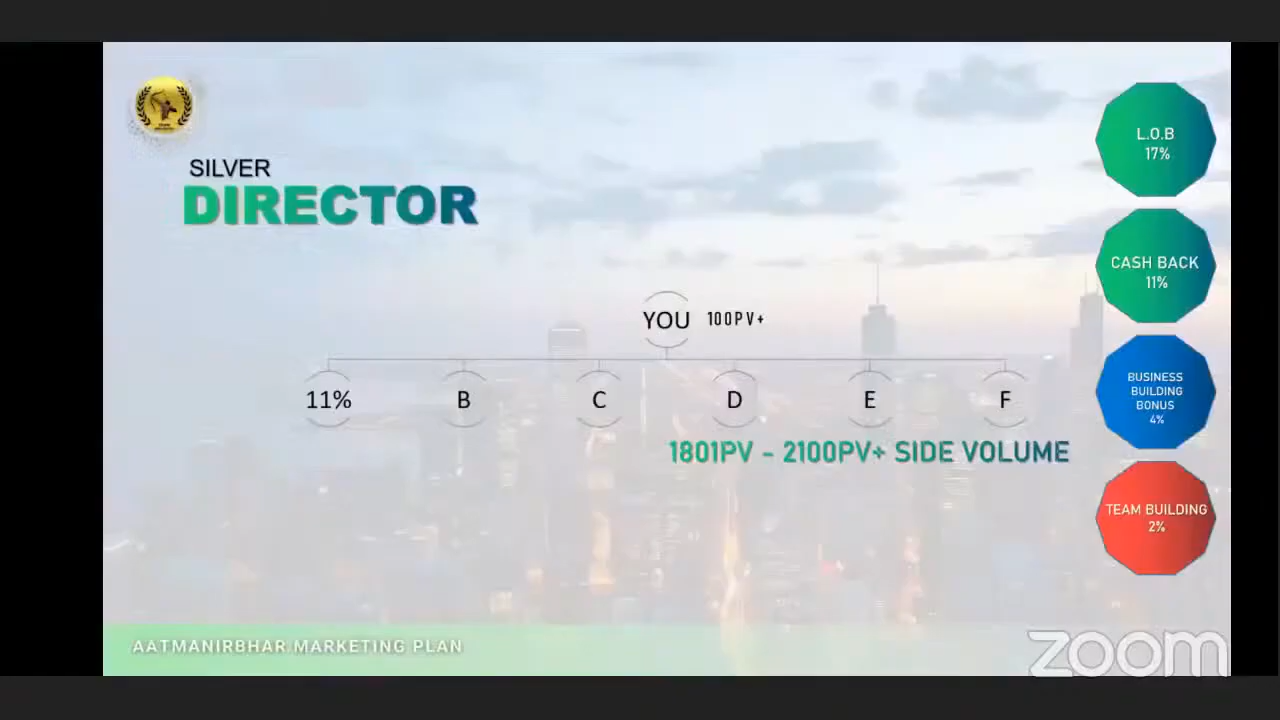 SILVER
DIRECTOR
YOU 100PV+
11% B C D E F
1801PV - 2100PV+ SIDE VOLUME
L.O.B
17%
CASH BACK
11%
BUSINESS
BUILDING
BONUS
4%
TEAM BUILDING
2%
AATMANIRBHAR MARKETING PLAN
zoom